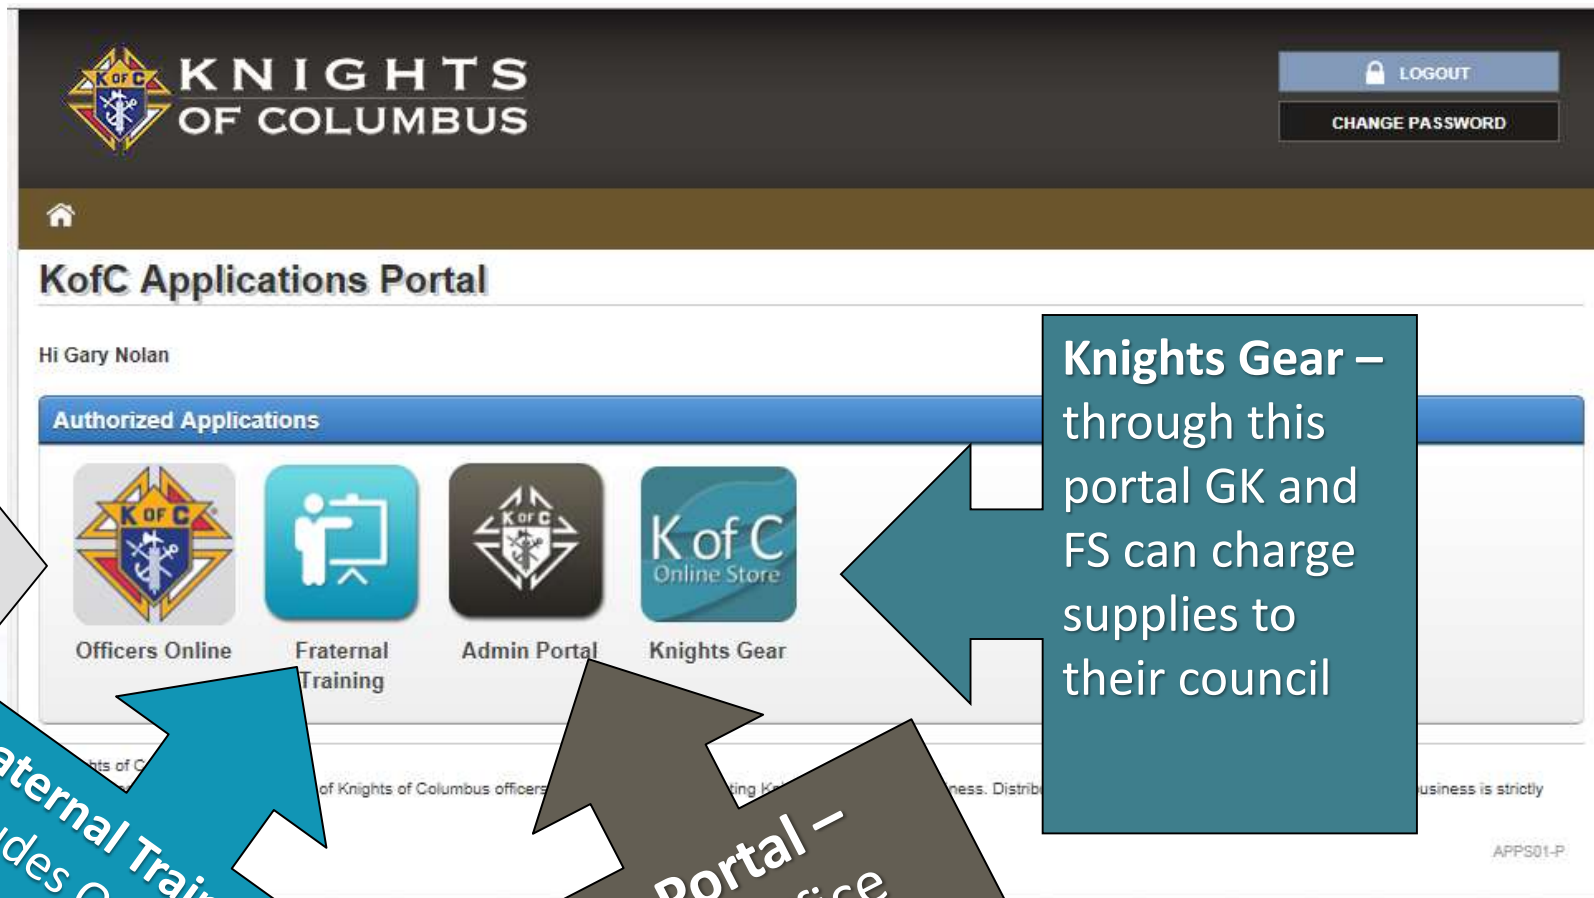 K OF C
KNIGHTS
OF COLUMBUS
LOGOUT
CHANGE PASSWORD
KofC Applications Portal
Hi Gary Nolan
Authorized Applications
K OF C
K OF C
K of C
Online Store
Officers Online
Fraternal
Training
Admin Portal
Knights Gear
Knights Gear –
through this
portal GK and
FS can charge
supplies to
their council
of Knights of Columbus officers
business is strictly
APPS01-P
Portal –